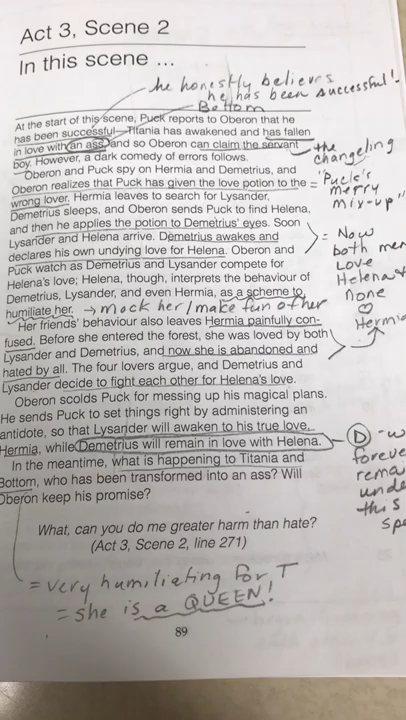 Act 3, Scene 2
In this scene ...
he honestly believes
he has been successful!
Bottom
At the start of this scene, Puck reports to Oberon that he
has been successful—Titania has awakened and has fallen
in love with an ass and so Oberon can claim the servant
boy. However, a dark comedy of errors follows.
the
changeling
Oberon and Puck spy on Hermia and Demetrius, and
Oberon realizes that Puck has given the love potion to the
wrong lover. Hermia leaves to search for Lysander,
= "Puck's
merry
mix-up"
Demetrius sleeps, and Oberon sends Puck to find Helena,
and then he applies the potion to Demetrius' eyes. Soon
Lysander and Helena arrive. Demetrius awakens and
declares his own undying love for Helena. Oberon and
Puck watch as Demetrius and Lysander compete for
Helena's love; Helena, though, interprets the behaviour of
Demetrius, Lysander, and even Hermia, as a scheme to
humiliate her. → mock her/make fun of her
= Now
both men
love
Helena &
none
Hermia
Her friends' behaviour also leaves Hermia painfully con-
fused. Before she entered the forest, she was loved by both
Lysander and Demetrius, and now she is abandoned and
hated by all. The four lovers argue, and Demetrius and
Lysander decide to fight each other for Helena's love.
Oberon scolds Puck for messing up his magical plans.
He sends Puck to set things right by administering an
antidote, so that Lysander will awaken to his true love,
Hermia, while Demetrius will remain in love with Helena.
D
In the meantime, what is happening to Titania and
Bottom, who has been transformed into an ass? Will
Oberon keep his promise?
forever
unde
this
What, can you do me greater harm than hate?
(Act 3, Scene 2, line 271)
= very humiliating for T
= she is a QUEEN!
89